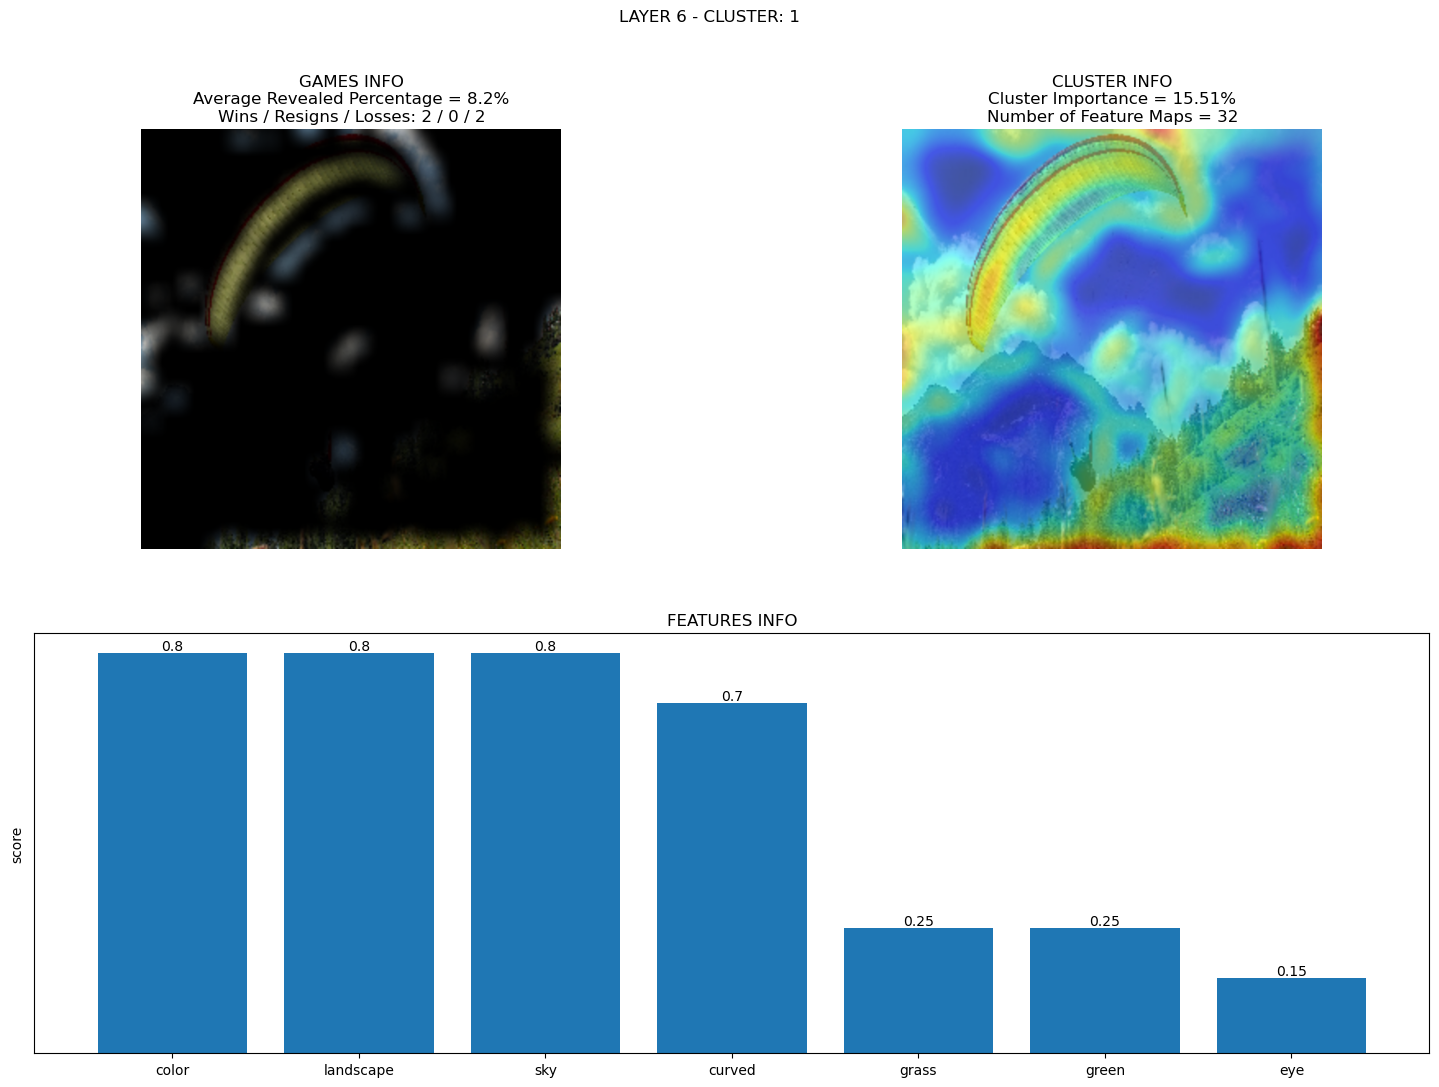 LAYER 6 - CLUSTER: 1
GAMES INFO
Average Revealed Percentage = 8.2%
Wins / Resigns / Losses: 2 / 0 / 2
CLUSTER INFO
Cluster Importance = 15.51%
Number of Feature Maps = 32
FEATURES INFO
0.8 0.8 0.8 0.7 0.25 0.25 0.15
score
color landscape sky curved grass green eye